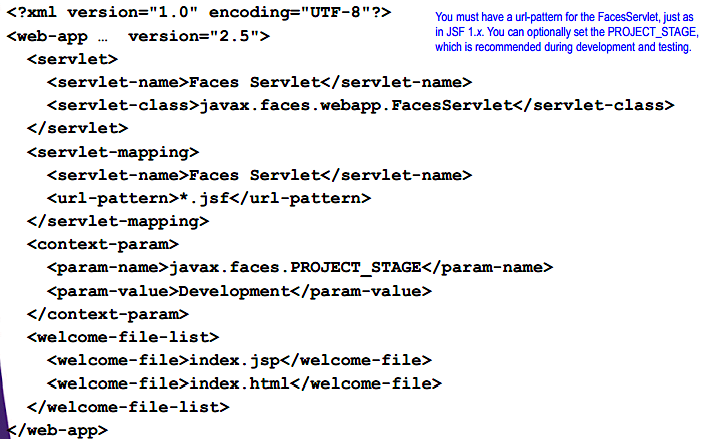 <?xml version="1.0" encoding="UTF-8"?>
<web-app … version="2.5">
<servlet>
<servlet-name>Faces Servlet</servlet-name>
<servlet-class>javax.faces.webapp.FacesServlet</servlet-class>
</servlet>
<servlet-mapping>
<servlet-name>Faces Servlet</servlet-name>
<url-pattern>*.jsf</url-pattern>
</servlet-mapping>
<context-param>
<param-name>javax.faces.PROJECT_STAGE</param-name>
<param-value>Development</param-value>
</context-param>
<welcome-file-list>
<welcome-file>index.jsp</welcome-file>
<welcome-file>index.html</welcome-file>
</welcome-file-list>
</web-app>
You must have a url-pattern for the FacesServlet, just as
in JSF 1.x. You can optionally set the PROJECT_STAGE,
which is recommended during development and testing.